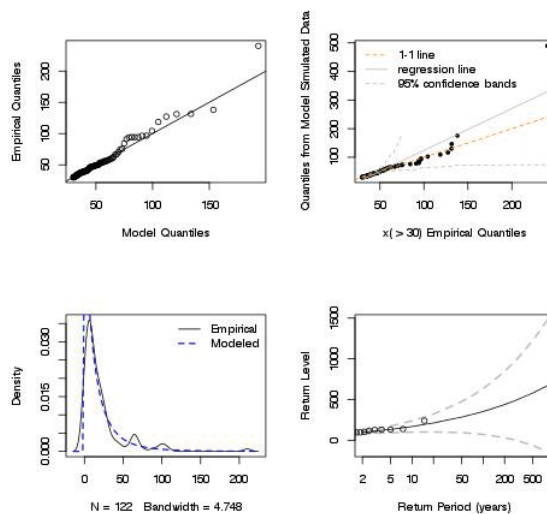 Empirical Quantiles
50 100 150 200
50 100 150
Model Quantiles
Quantiles from Model Simulated Data
100 200 300 400 500
1-1 line
regression line
95% confidence bands
50 100 150 200
x( > 30) Empirical Quantiles
Density
0.000 0.015 0.030
Empirical
Modeled
0 50 100 150 200
N = 122 Bandwidth = 4.748
Return Level
0 500 1000 1500
2 5 10 20 50 200 500
Return Period (years)